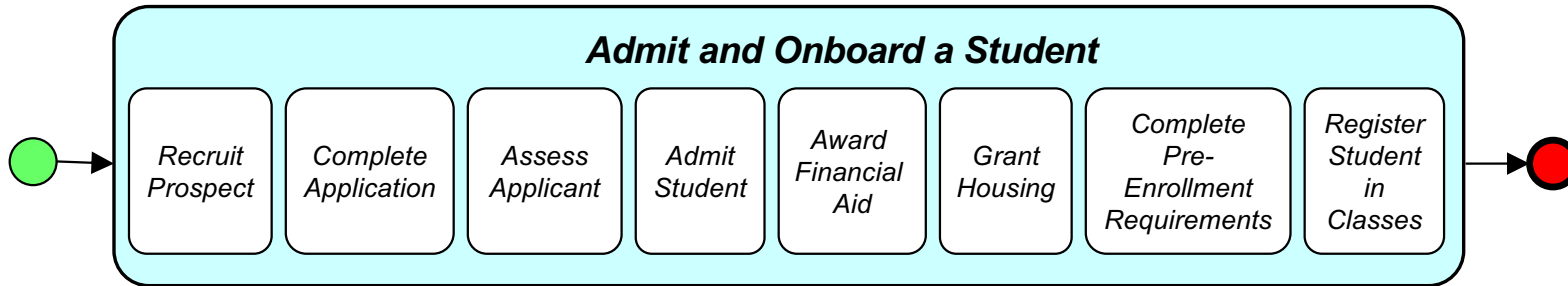 Admit and Onboard a Student
Recruit
Prospect
Complete
Application
Assess
Applicant
Admit
Student
Award
Financial
Aid
Grant
Housing
Complete
Pre-
Enrollment
Requirements
Register
Student
in
Classes